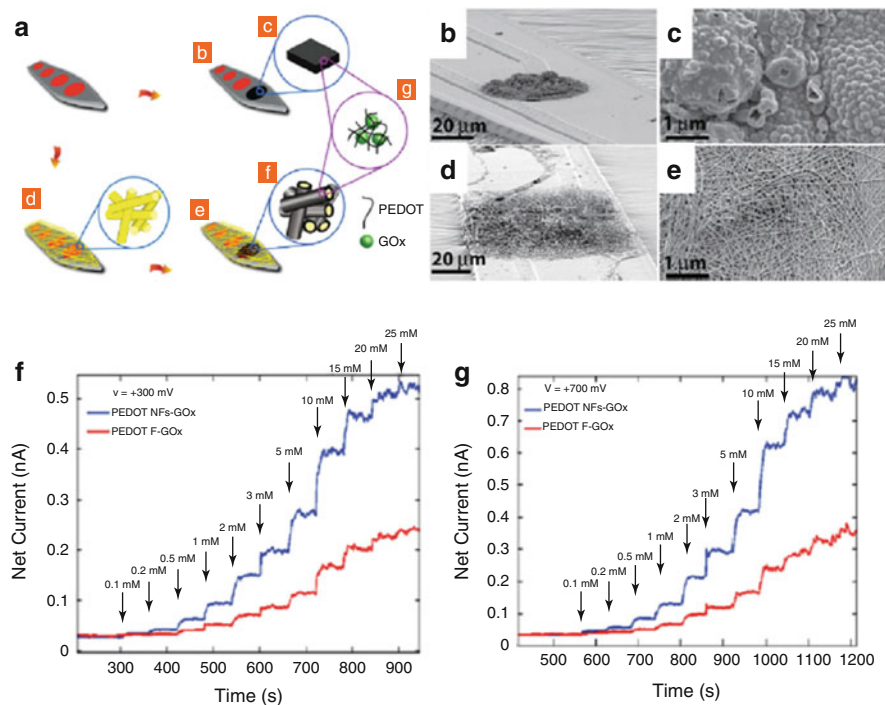 a
b
c
g
f
d
e
PEDOT
GOx
b
20 μm
c
1 μm
d
20 μm
e
1 μm
f
v = +300 mV
PEDOT NFs-GOx
PEDOT F-GOx
0.1 mM
0.2 mM
0.5 mM
1 mM
2 mM
3 mM
5 mM
10 mM
15 mM
20 mM
25 mM
0.5
0.4
0.3
0.2
0.1
0
Net Current (nA)
300 400 500 600 700 800 900
Time (s)
g
V = +700 mV
PEDOT NFs-GOx
PEDOT F-GOx
0.1 mM
0.2 mM
0.5 mM
1 mM
2 mM
3 mM
5 mM
10 mM
15 mM
20 mM
25 mM
0.8
0.6
0.4
0.2
0.1
0
Net Current (nA)
500 600 700 800 900 1000 1100 1200
Time (s)